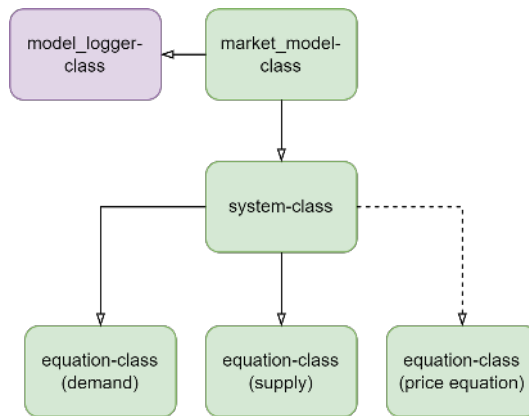 model_logger-
class
market_model-
class
system-class
equation-class
(demand)
equation-class
(supply)
equation-class
(price equation)